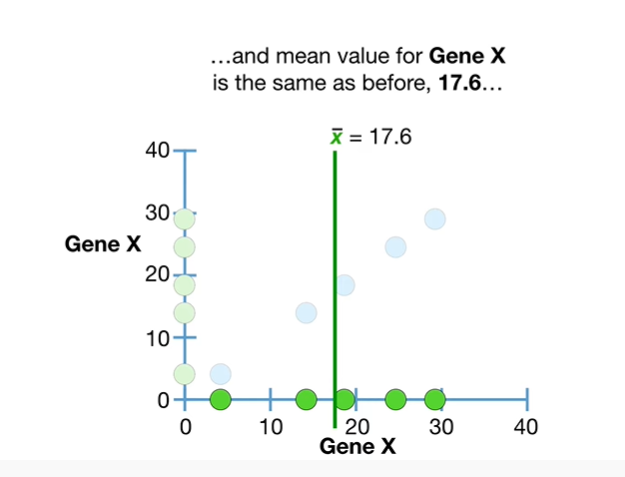 ...and mean value for Gene X
is the same as before, 17.6...
x̄ = 17.6
40
30
Gene X
20
10
0
0 10 20 30 40
Gene X